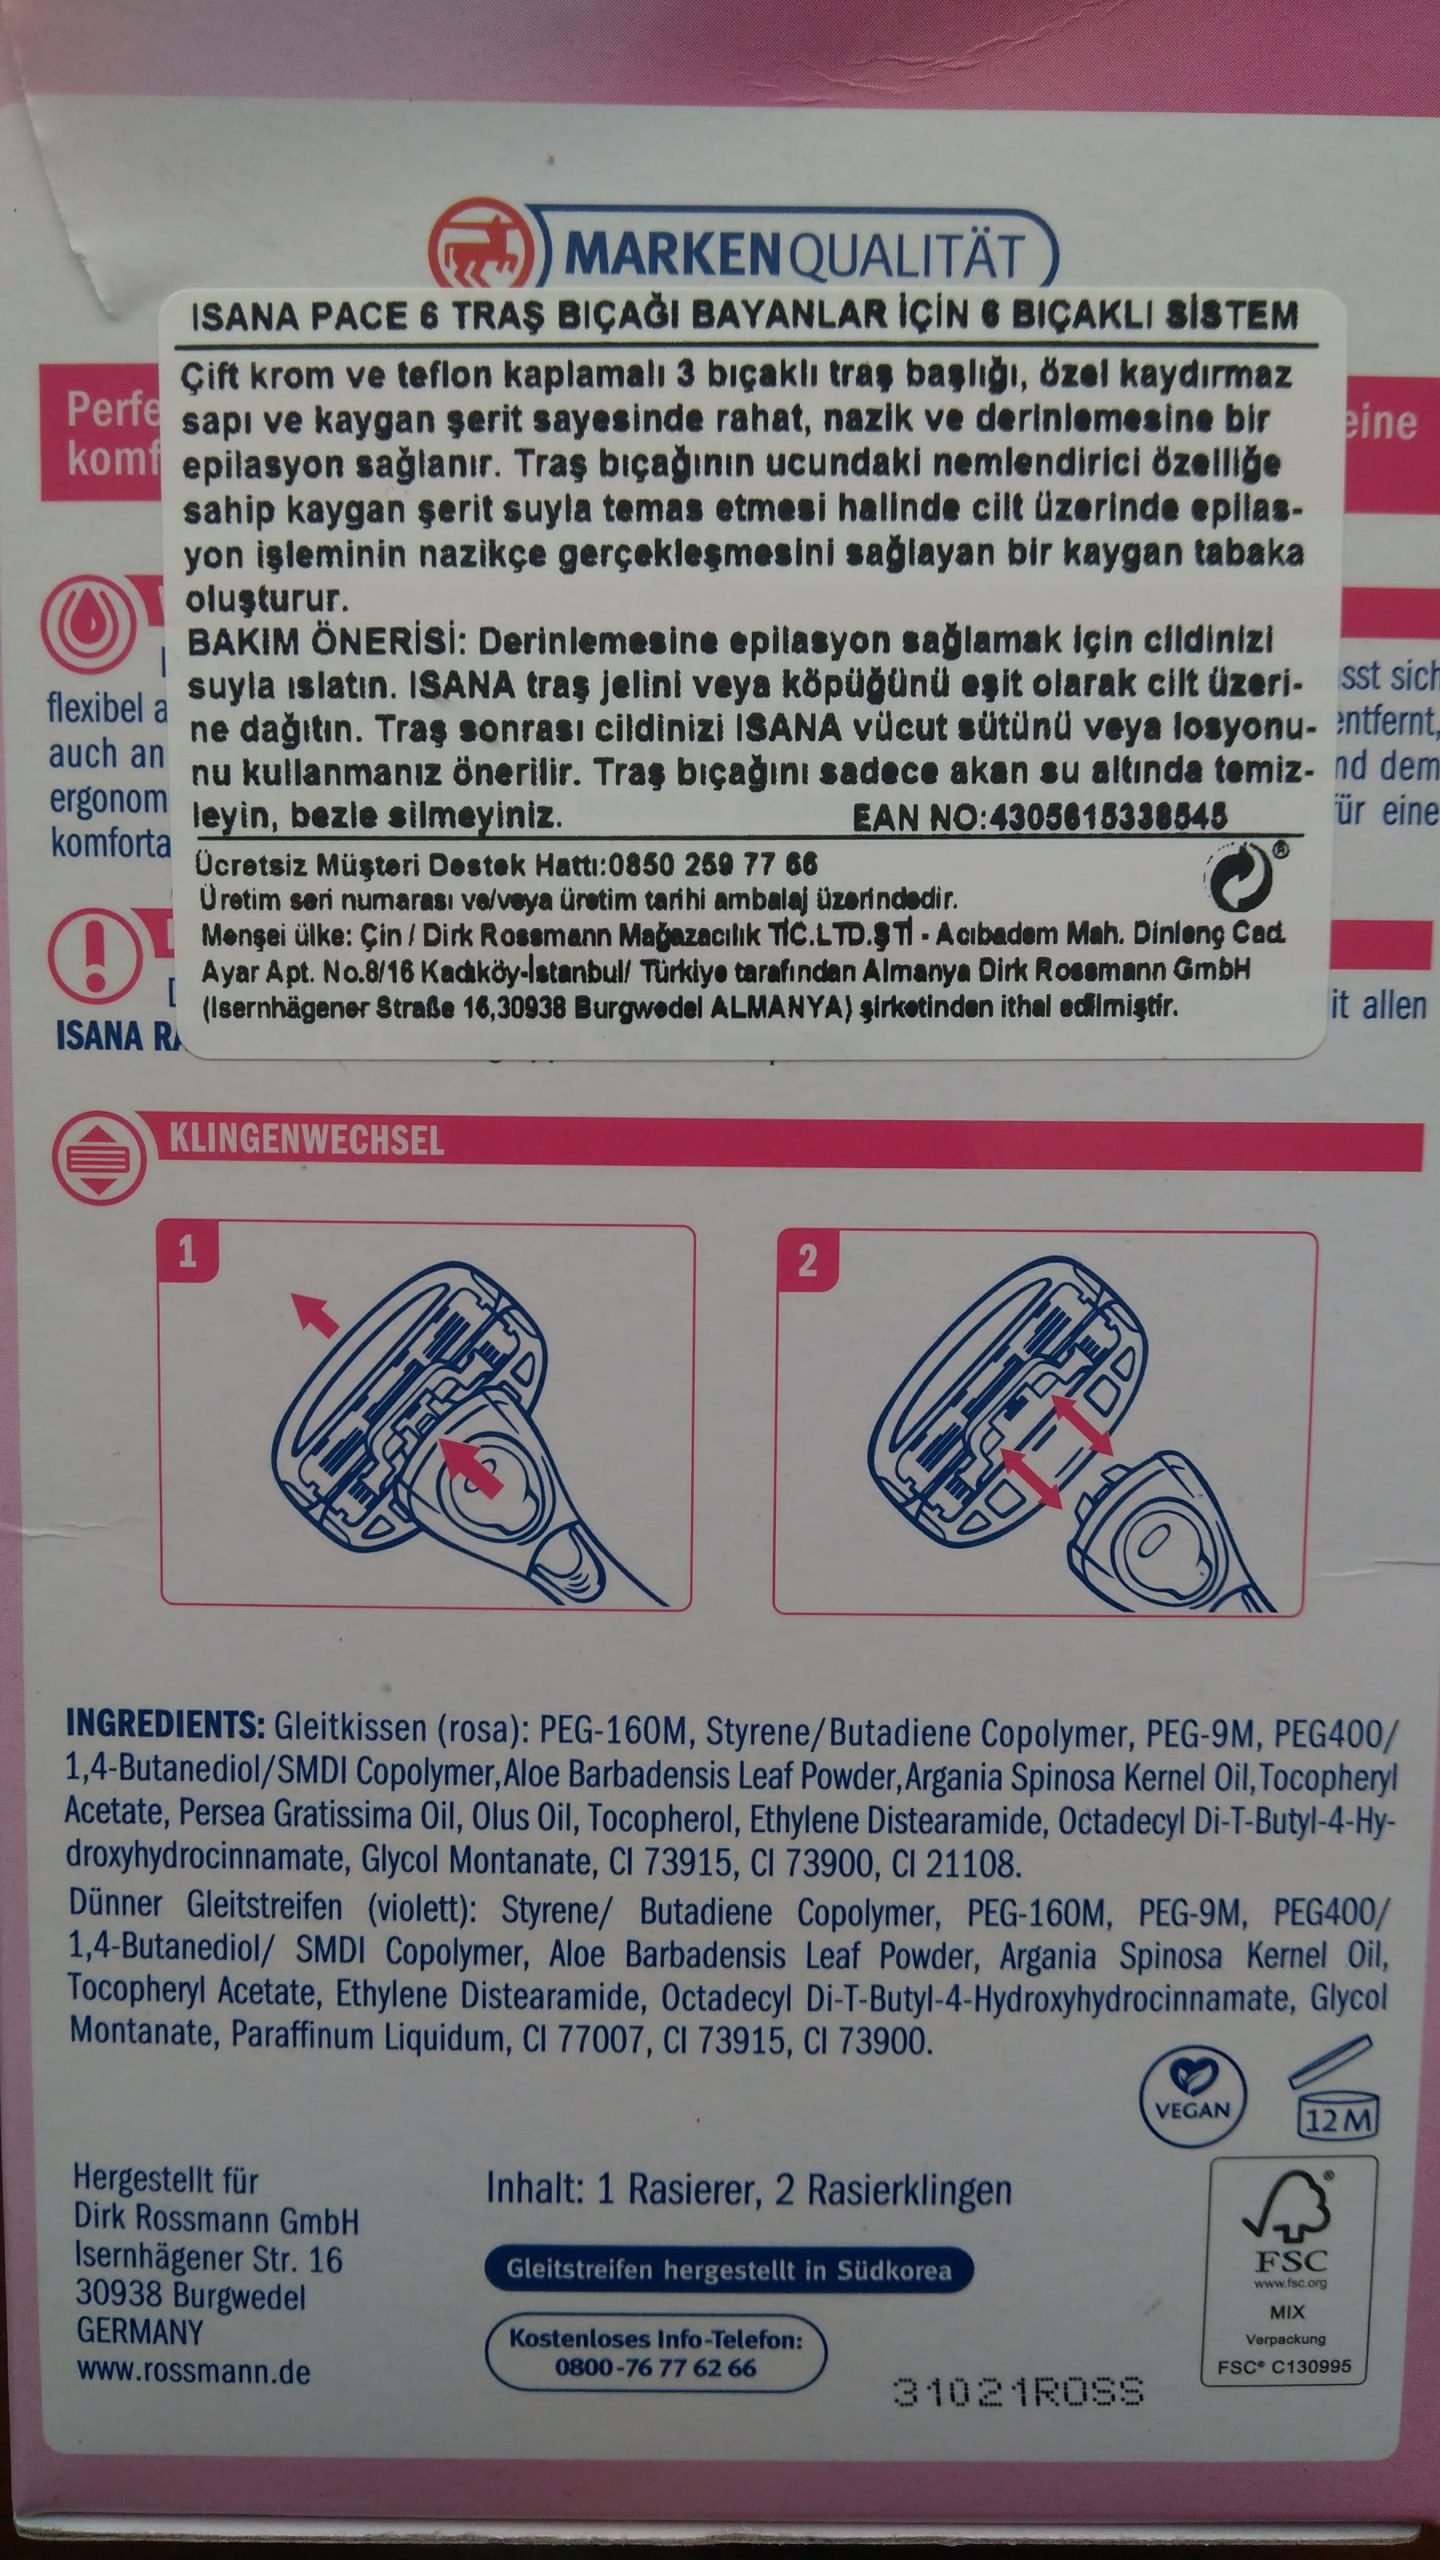 MARKENQUALITÄT
ISANA PACE 6 TRAŞ BIÇAĞI BAYANLAR İÇİN 6 BIÇAKLI SİSTEM
Perfe
komf
eine
Çift krom ve teflon kaplamalı 3 bıçaklı traş başlığı, özel kaydırmaz
sapı ve kaygan şerit sayesinde rahat, nazik ve derinlemesine bir
epilasyon sağlanır. Traş bıçağının ucundaki nemlendirici özelliğe
sahip kaygan şerit suyla temas etmesi halinde cilt üzerinde epilas-
yon işleminin nazikçe gerçekleşmesini sağlayan bir kaygan tabaka
oluşturur.
BAKIM ÖNERİSİ: Derinlemesine epilasyon sağlamak için cildinizi
suyla ıslatın. ISANA traş jelini veya köpüğünü eşit olarak cilt üzeri-
ne dağıtın. Traş sonrası cildinizi ISANA vücut sütünü veya losyonu-
nu kullanmanız önerilir. Traş bıçağını sadece akan su altında temiz-
leyin, bezle silmeyiniz. EAN NO:4305615338545
flexibel a
auch an
ergonom
komforta
sst sich
entfernt,
nd dem
ür eine
Ücretsiz Müşteri Destek Hattı:0850 259 77 66
Üretim seri numarası ve/veya üretim tarihi ambalaj üzerindedir.
Menşei ülke: Çin / Dirk Rossmann Mağazacılık TİC.LTD.ŞTİ - Acıbadem Mah. Dinlenç Cad.
Ayar Apt. No.8/16 Kadıköy-İstanbul/ Türkiye tarafından Almanya Dirk Rossmann GmbH
(Isernhägener Straße 16,30938 Burgwedel ALMANYA) şirketinden ithal edilmiştir.
it allen
ISANA RA
KLINGENWECHSEL
1
2
INGREDIENTS: Gleitkissen (rosa): PEG-160M, Styrene/Butadiene Copolymer, PEG-9M, PEG400/
1,4-Butanediol/SMDI Copolymer,Aloe Barbadensis Leaf Powder,Argania Spinosa Kernel Oil,Tocopheryl
Acetate, Persea Gratissima Oil, Olus Oil, Tocopherol, Ethylene Distearamide, Octadecyl Di-T-Butyl-4-Hy-
droxyhydrocinnamate, Glycol Montanate, CI 73915, CI 73900, CI 21108.
Dünner Gleitstreifen (violett): Styrene/ Butadiene Copolymer, PEG-160M, PEG-9M, PEG400/
1,4-Butanediol/ SMDI Copolymer, Aloe Barbadensis Leaf Powder, Argania Spinosa Kernel Oil,
Tocopheryl Acetate, Ethylene Distearamide, Octadecyl Di-T-Butyl-4-Hydroxyhydrocinnamate, Glycol
Montanate, Paraffinum Liquidum, CI 77007, CI 73915, CI 73900.
VEGAN
12M
Hergestellt für
Dirk Rossmann GmbH
Isernhägener Str. 16
30938 Burgwedel
GERMANY
www.rossmann.de
Inhalt: 1 Rasierer, 2 Rasierklingen
Gleitstreifen hergestellt in Südkorea
Kostenloses Info-Telefon:
0800-76 77 62 66
31021ROSS
FSC
www.fsc.org
MIX
Verpackung
FSC® C130995